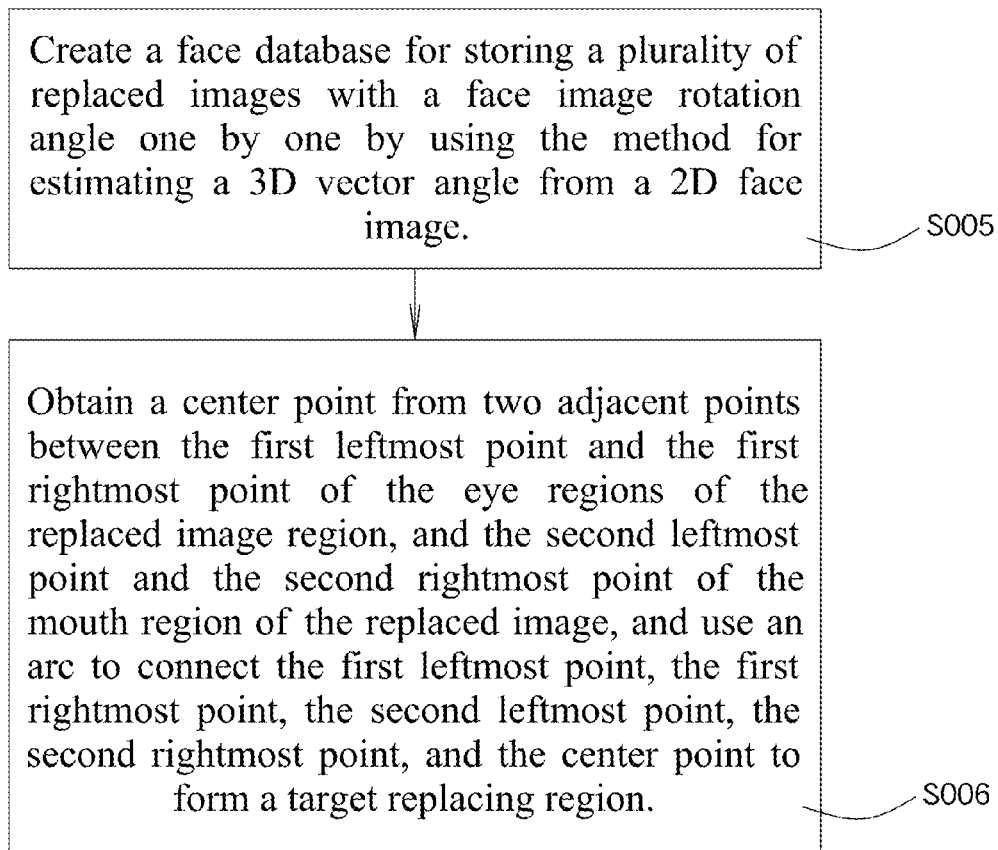 Create a face database for storing a plurality of
replaced images with a face image rotation
angle one by one by using the method for
estimating a 3D vector angle from a 2D face
image.
S005
Obtain a center point from two adjacent points
between the first leftmost point and the first
rightmost point of the eye regions of the
replaced image region, and the second leftmost
point and the second rightmost point of the
mouth region of the replaced image, and use an
arc to connect the first leftmost point, the first
rightmost point, the second leftmost point, the
second rightmost point, and the center point to
form a target replacing region.
S006